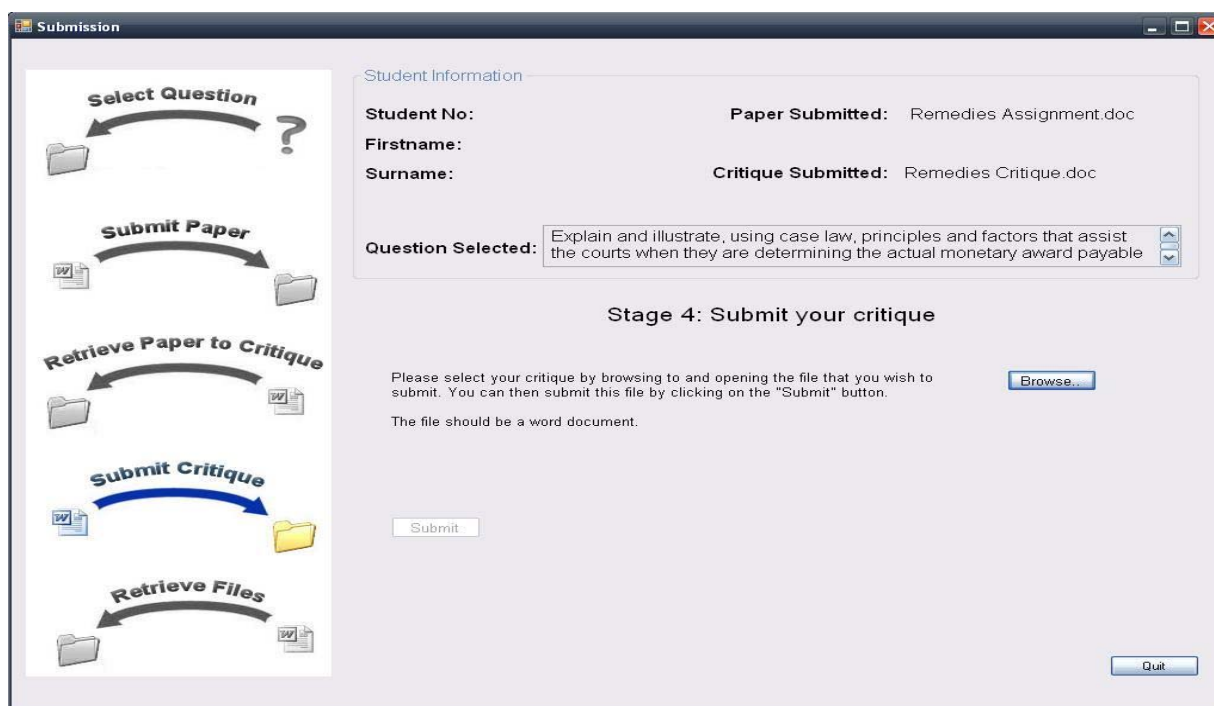 Submission
Select Question
?
Submit Paper
W
Retrieve Paper to Critique
W
Submit Critique
W
Retrieve Files
W
Student Information
Student No:
Paper Submitted: Remedies Assignment.doc
Firstname:
Surname:
Critique Submitted: Remedies Critique.doc
Question Selected:
Explain and illustrate, using case law, principles and factors that assist
the courts when they are determining the actual monetary award payable
Stage 4: Submit your critique
Please select your critique by browsing to and opening the file that you wish to
submit. You can then submit this file by clicking on the "Submit" button.
The file should be a word document.
Browse..
Submit
Quit